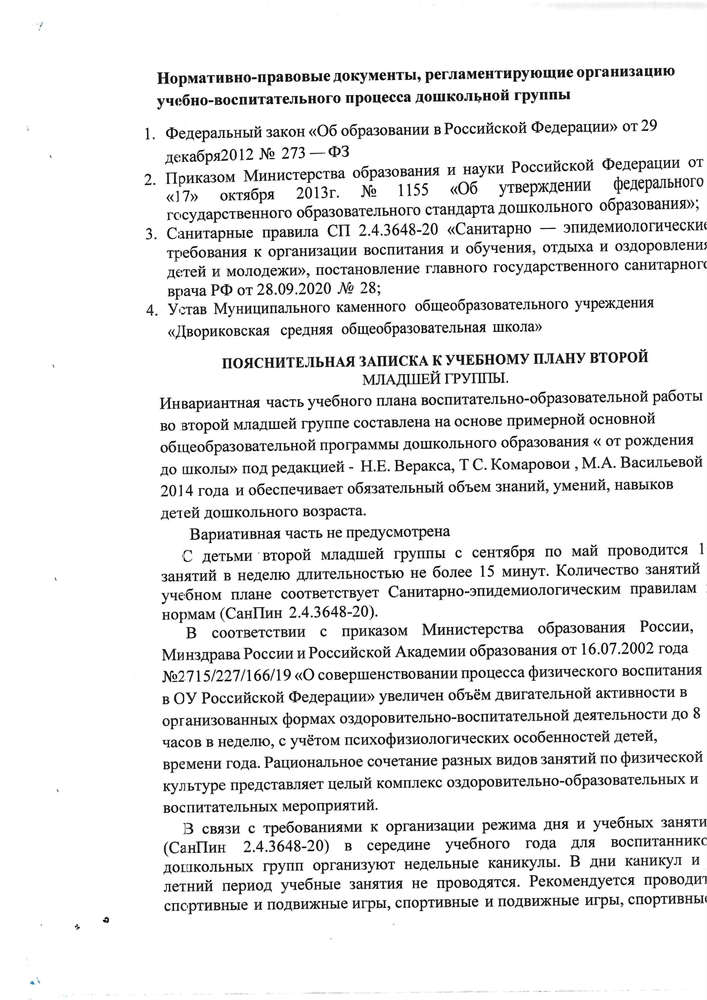 Нормативно-правовые документы, регламентирующие организацию
учебно-воспитательного процесса дошкольной группы
1. Федеральный закон «Об образовании в Российской Федерации» от 29
декабря2012 № 273 — ФЗ
2. Приказом Министерства образования и науки Российской Федерации от
«17» октября 2013г. № 1155 «Об утверждении федерального
государственного образовательного стандарта дошкольного образования»;
3. Санитарные правила СП 2.4.3648-20 «Санитарно — эпидемиологические
требования к организации воспитания и обучения, отдыха и оздоровления
детей и молодежи», постановление главного государственного санитарного
врача РФ от 28.09.2020 № 28;
4. Устав Муниципального каменного общеобразовательного учреждения
«Двориковская средняя общеобразовательная школа»
ПОЯСНИТЕЛЬНАЯ ЗАПИСКА К УЧЕБНОМУ ПЛАНУ ВТОРОЙ
МЛАДШЕЙ ГРУППЫ.
Инвариантная часть учебного плана воспитательно-образовательной работы
во второй младшей группе составлена на основе примерной основной
общеобразовательной программы дошкольного образования « от рождения
до школы» под редакцией - Н.Е. Веракса, Т С. Комаровои , М.А. Васильевой
2014 года и обеспечивает обязательный объем знаний, умений, навыков
детей дошкольного возраста.
Вариативная часть не предусмотрена
С детьми второй младшей группы с сентября по май проводится 1
занятий в неделю длительностью не более 15 минут. Количество занятий
учебном плане соответствует Санитарно-эпидемиологическим правилам
нормам (СанПин 2.4.3648-20).
В соответствии с приказом Министерства образования России,
Минздрава России и Российской Академии образования от 16.07.2002 года
№2715/227/166/19 «О совершенствовании процесса физического воспитания
в ОУ Российской Федерации» увеличен объём двигательной активности в
организованных формах оздоровительно-воспитательной деятельности до 8
часов в неделю, с учётом психофизиологических особенностей детей,
времени года. Рациональное сочетание разных видов занятий по физической
культуре представляет целый комплекс оздоровительно-образовательных и
воспитательных мероприятий.
В связи с требованиями к организации режима дня и учебных заняти
(СанПин 2.4.3648-20) в середине учебного года для воспитаннико
дошкольных групп организуют недельные каникулы. В дни каникул и
летний период учебные занятия не проводятся. Рекомендуется проводит
спортивные и подвижные игры, спортивные и подвижные игры, спортивные